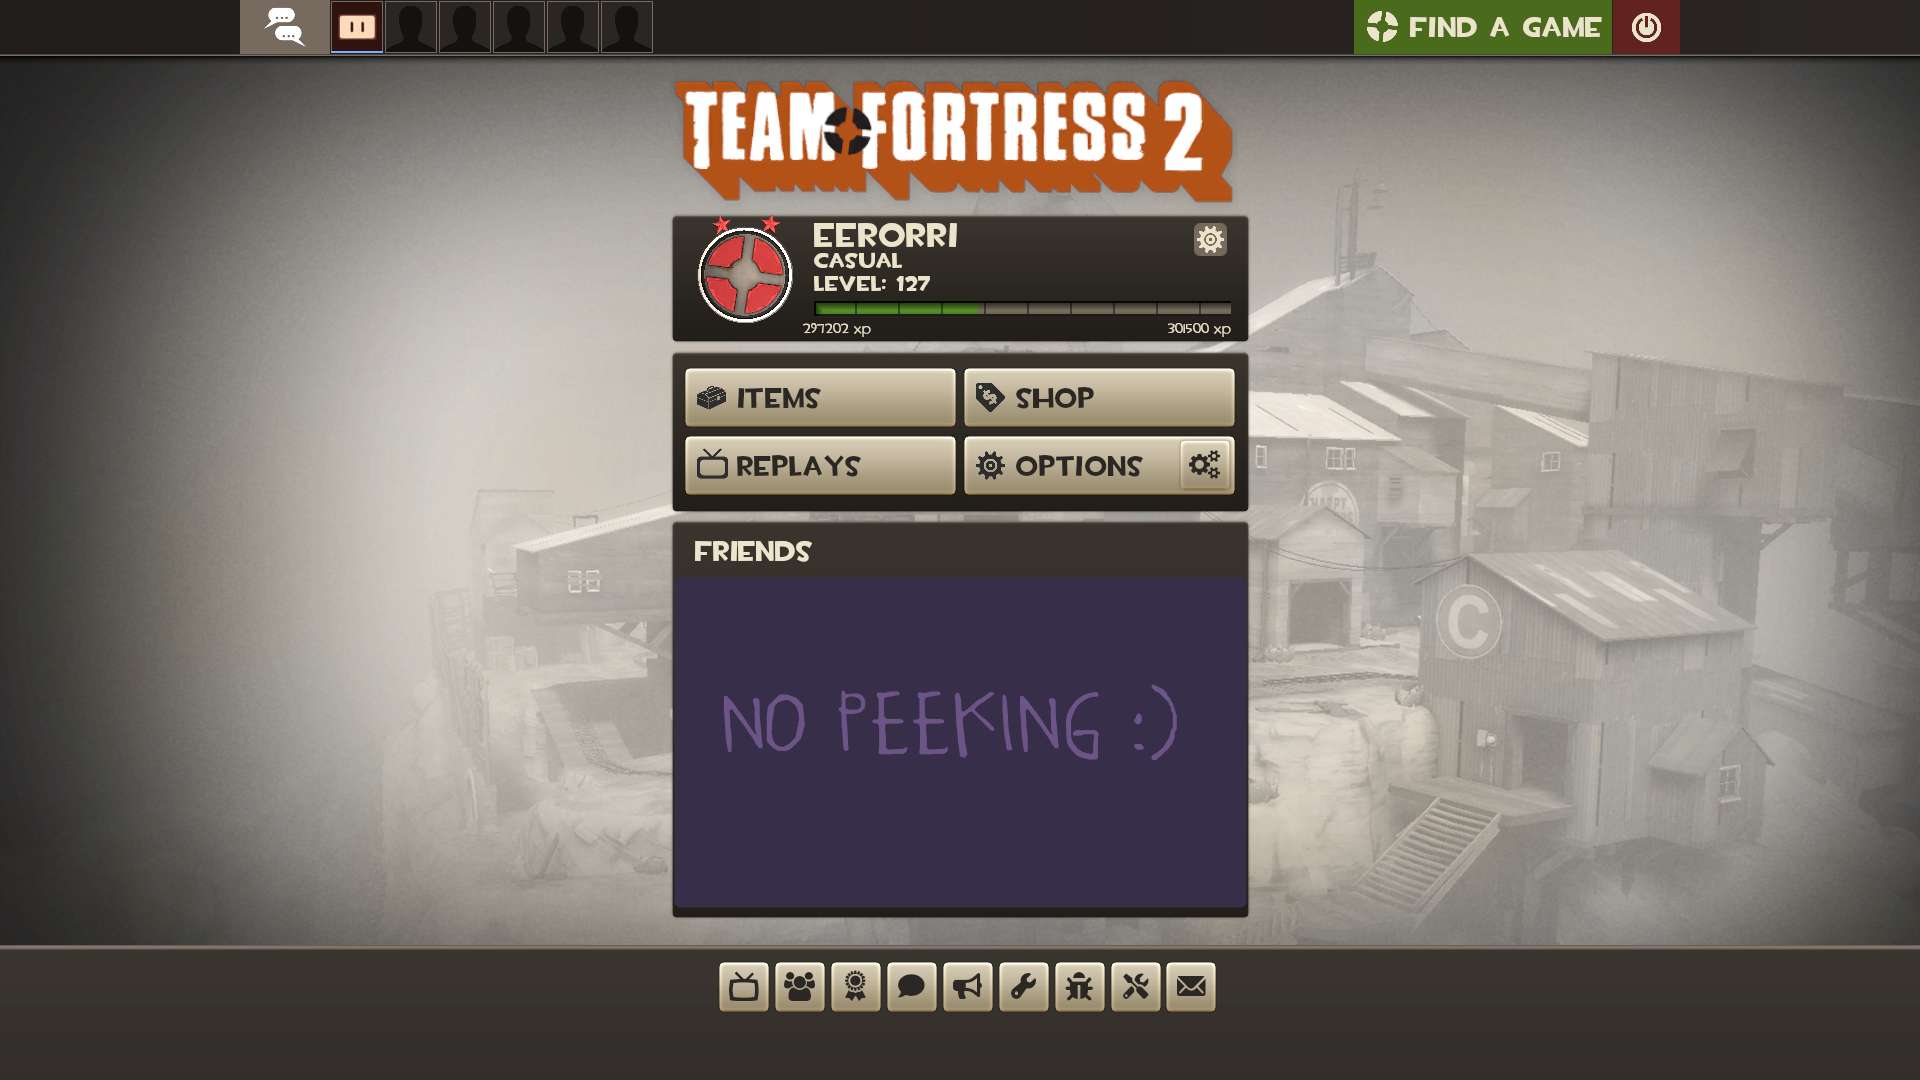 FIND A GAME
TEAM FORTRESS 2
EERORRI
CASUAL
LEVEL: 127
297202 xp
301500 xp
ITEMS
SHOP
REPLAYS
OPTIONS
FRIENDS
NO PEEKING :)
C